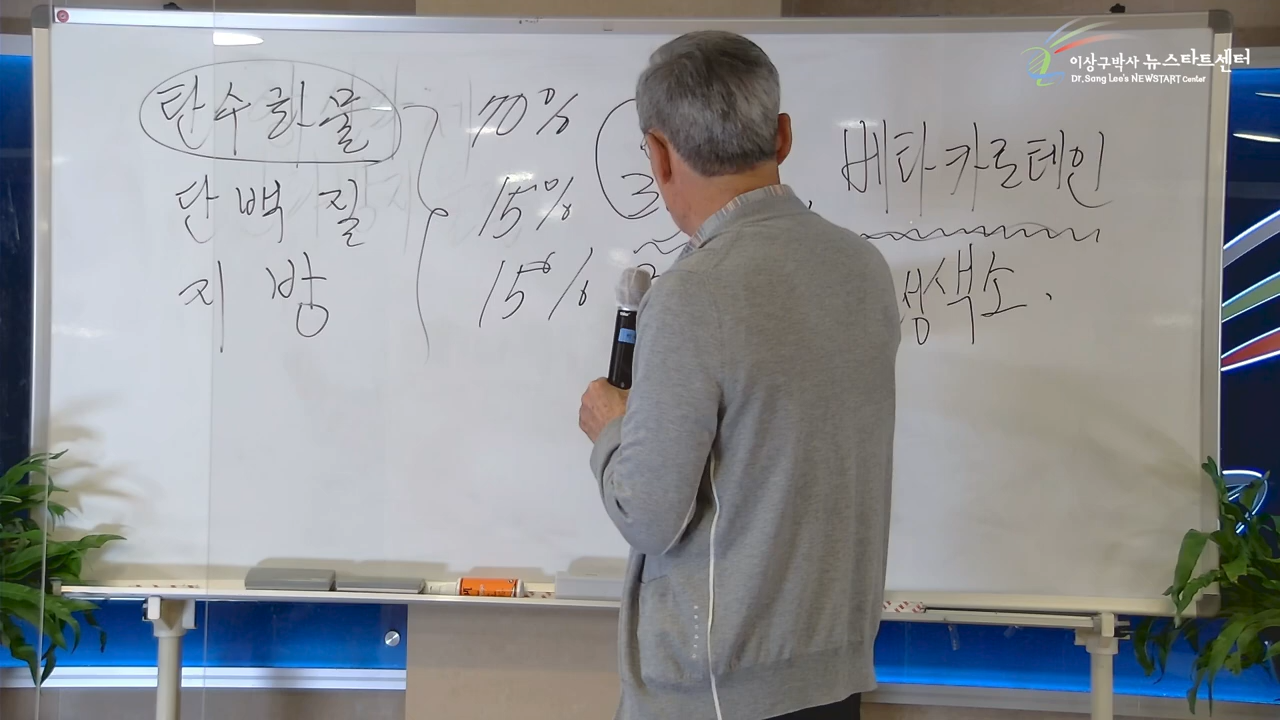 이상구박사 뉴스타트센터
Dr. Sang Lee's NEWSTART Center
탄수화물 70%
단백질 15% 베타카로테인
지방 15% 색소.